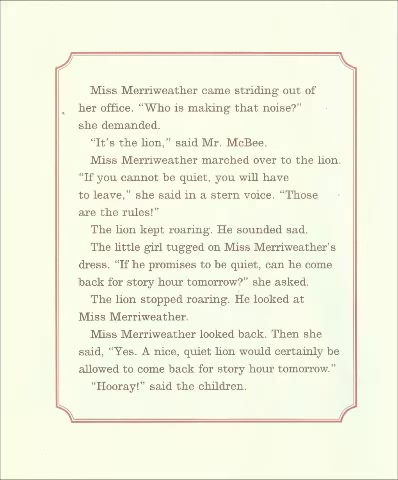 Miss Merriweather came striding out of
her office. “Who is making that noise?”
she demanded.
“It’s the lion,” said Mr. McBee.
Miss Merriweather marched over to the lion.
“If you cannot be quiet, you will have
to leave,” she said in a stern voice. “Those
are the rules!”
The lion kept roaring. He sounded sad.
The little girl tugged on Miss Merriweather’s
dress. “If he promises to be quiet, can he come
back for story hour tomorrow?” she asked.
The lion stopped roaring. He looked at
Miss Merriweather.
Miss Merriweather looked back. Then she
said, “Yes. A nice, quiet lion would certainly be
allowed to come back for story hour tomorrow.”
“Hooray!” said the children.